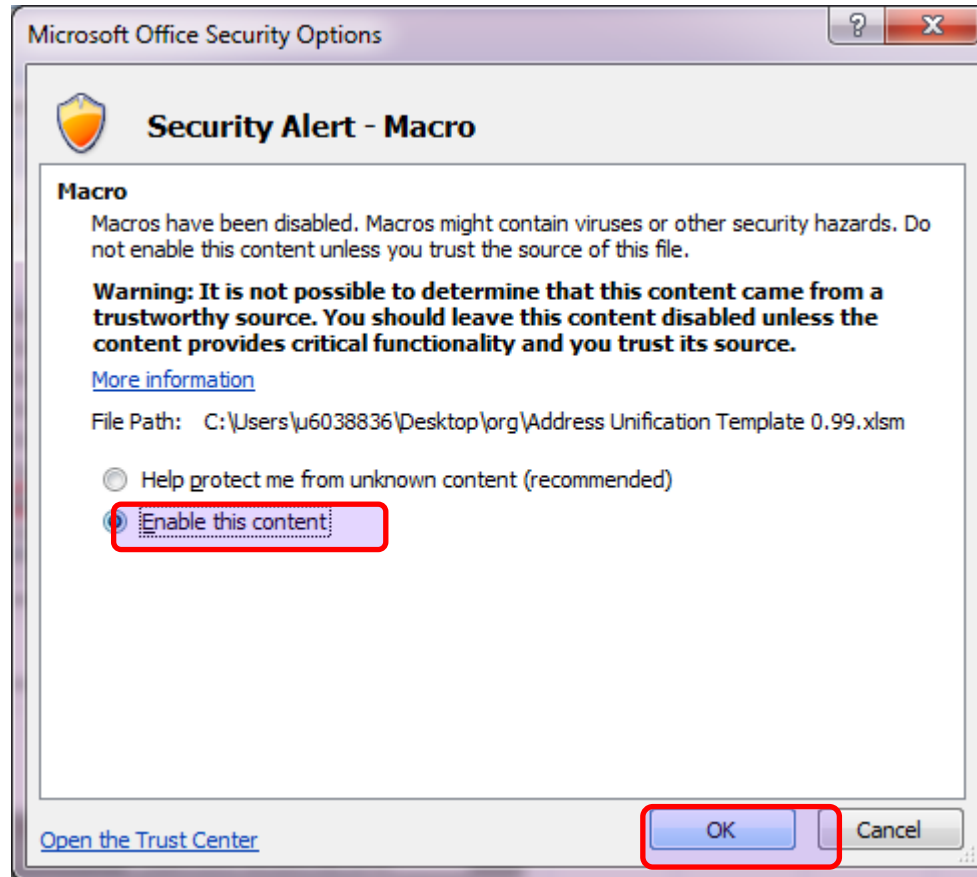 Microsoft Office Security Options
Security Alert - Macro
Macro
Macros have been disabled. Macros might contain viruses or other security hazards. Do
not enable this content unless you trust the source of this file.
Warning: It is not possible to determine that this content came from a
trustworthy source. You should leave this content disabled unless the
content provides critical functionality and you trust its source.
More information
File Path: C:\Users\u6038836\Desktop\org\Address Unification Template 0.99.xlsm
Help protect me from unknown content (recommended)
Enable this content
Open the Trust Center
OK
Cancel